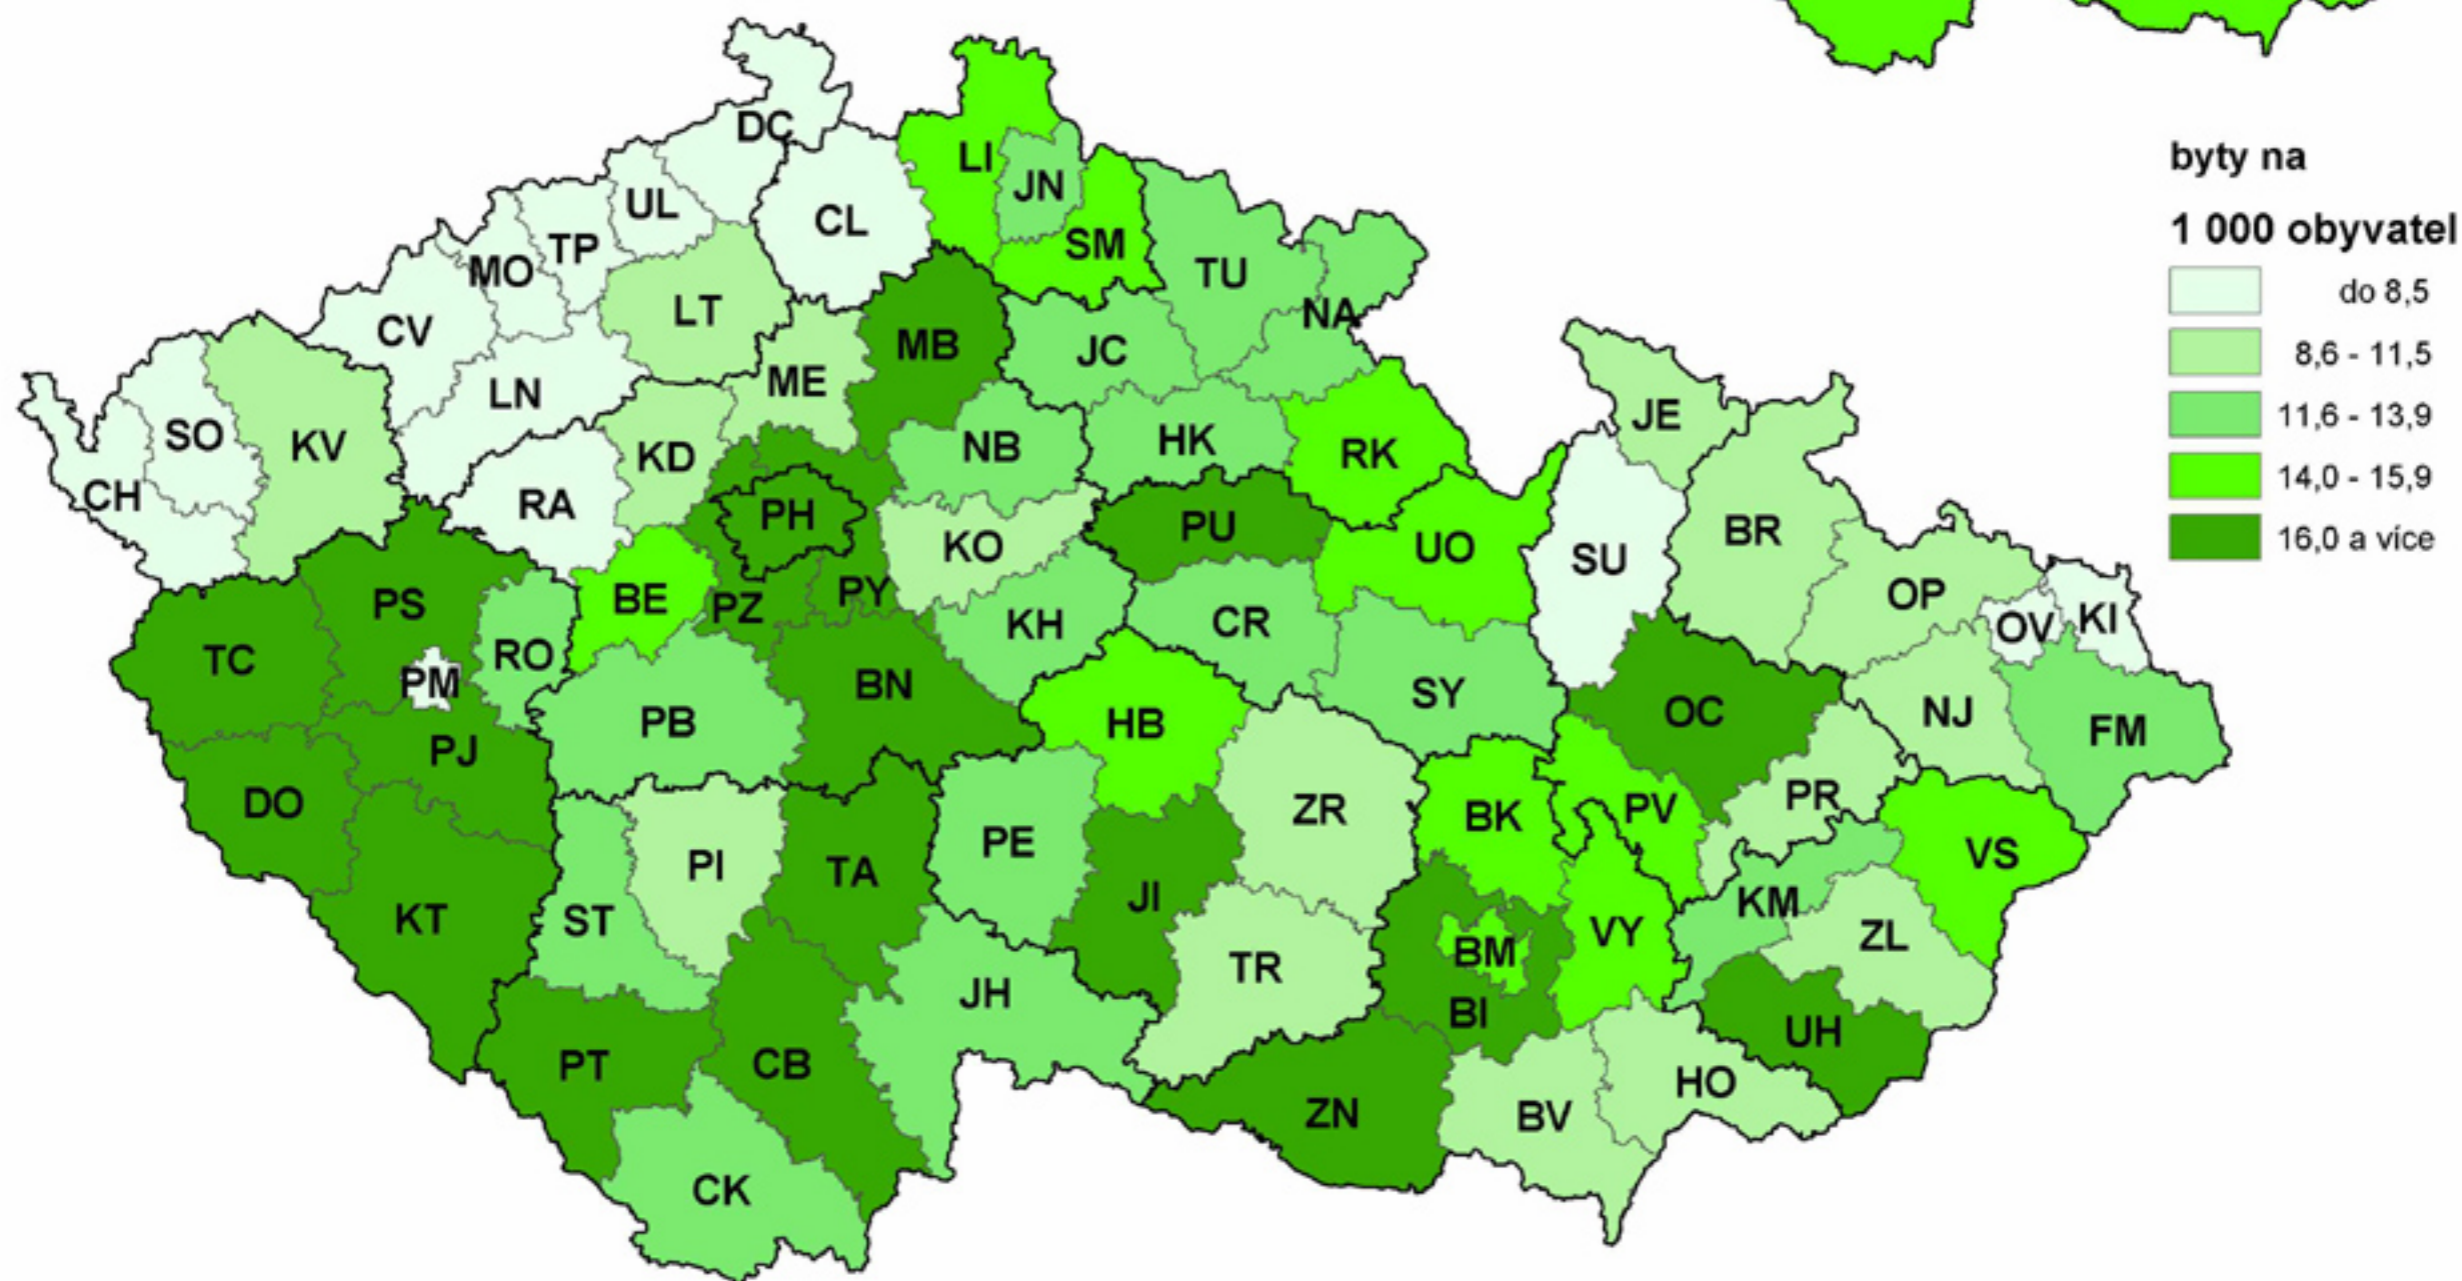 byty na
1 000 obyvatel
do 8,5
8,6 - 11,5
11,6 - 13,9
14,0 - 15,9
16,0 a více
DC
LI
JN
UL
CL
TP
SM
MO
TU
NA
CV
LT
MB
JC
ME
LN
JE
SO
KV
KD
NB
HK
RK
CH
RA
PH
KO
PU
UO
SU
BR
PS
BE
PZ
PY
KH
CR
OP
OV
KI
TC
RO
PM
BN
SY
PB
HB
OC
NJ
FM
PJ
DO
ZR
PR
PV
BK
PE
VS
PI
TA
JI
KM
KT
ST
VY
ZL
BM
TR
JH
BI
UH
PT
CB
HO
ZN
BV
CK